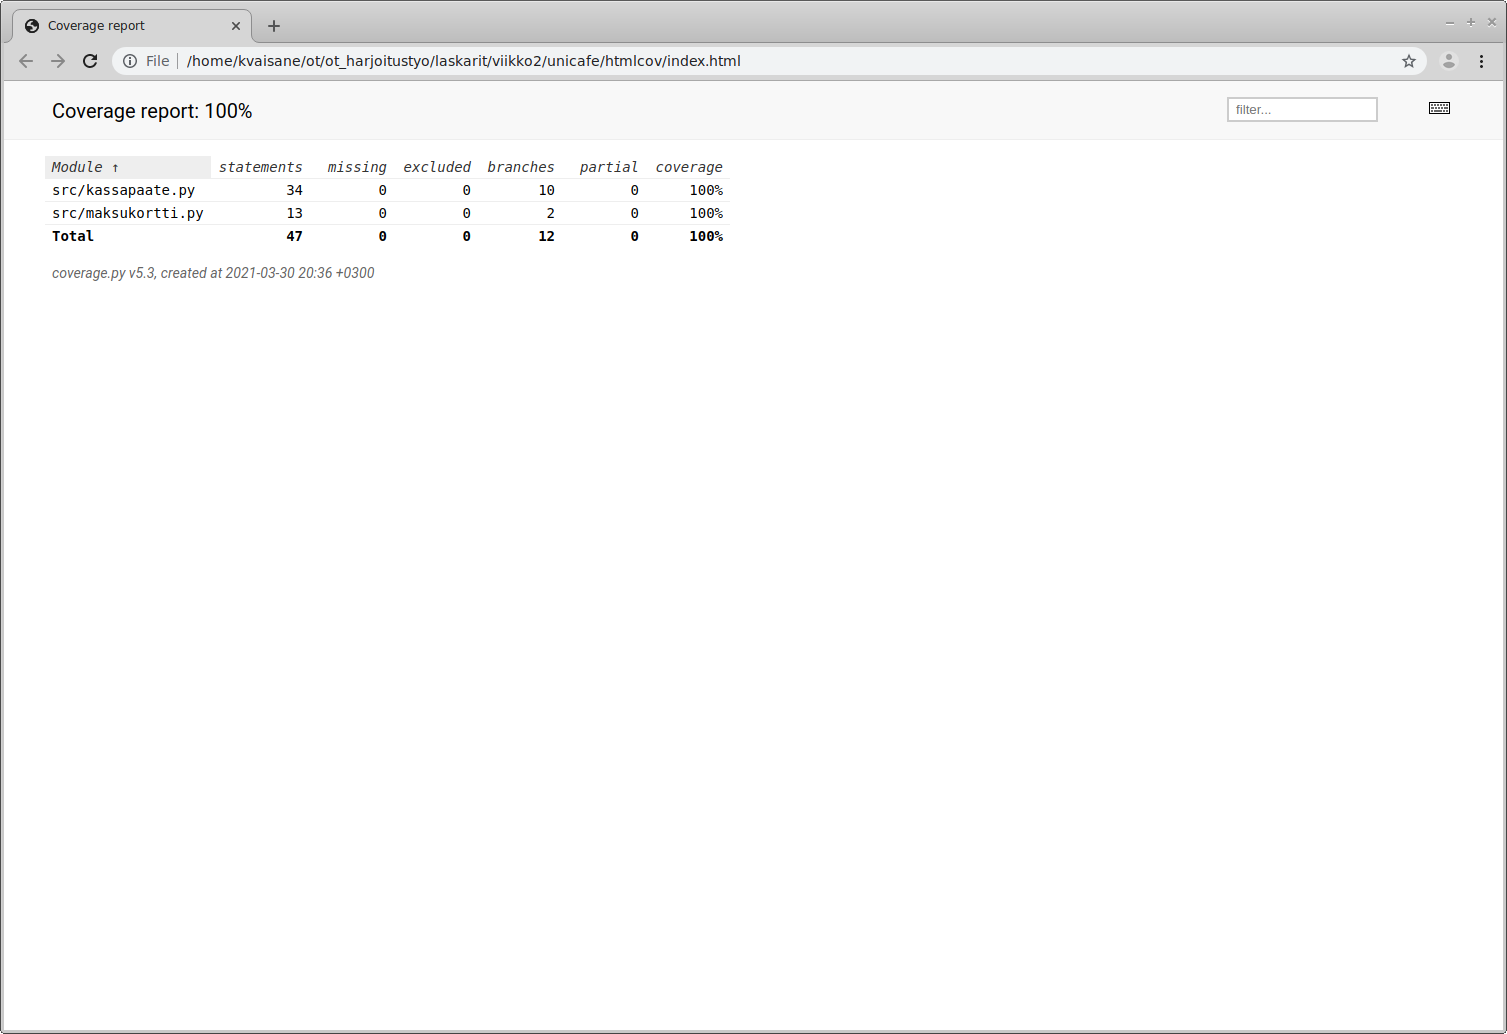 Coverage report
File /home/kvaisane/ot/ot_harjoitustyo/laskarit/viikko2/unicafe/htmlcov/index.html
Coverage report: 100% filter...
Module ↑ statements missing excluded branches partial coverage
src/kassapaate.py 34 0 0 10 0 100%
src/maksukortti.py 13 0 0 2 0 100%
Total 47 0 0 12 0 100%
coverage.py v5.3, created at 2021-03-30 20:36 +0300